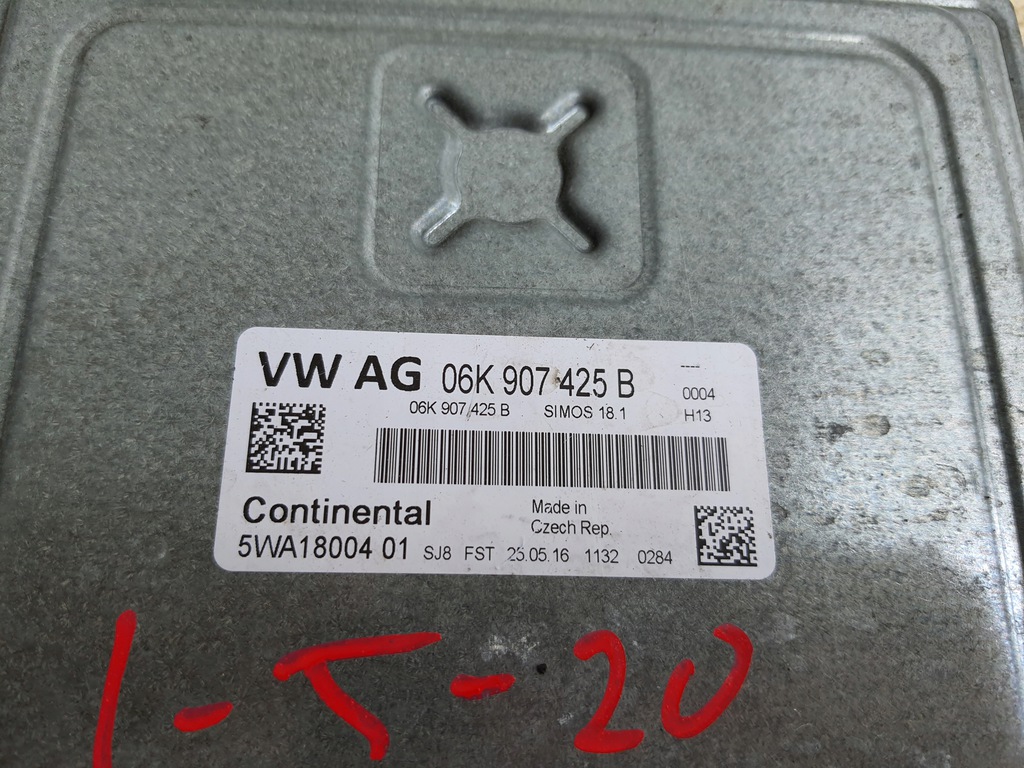 VW AG 06K 907 425 B ----
06K 907 425 B SIMOS 18.1 0004
H13
Continental Made in
Czech Rep.
5WA18004 01 SJ8 FST 25.05.16 1132 0284
1-5-20